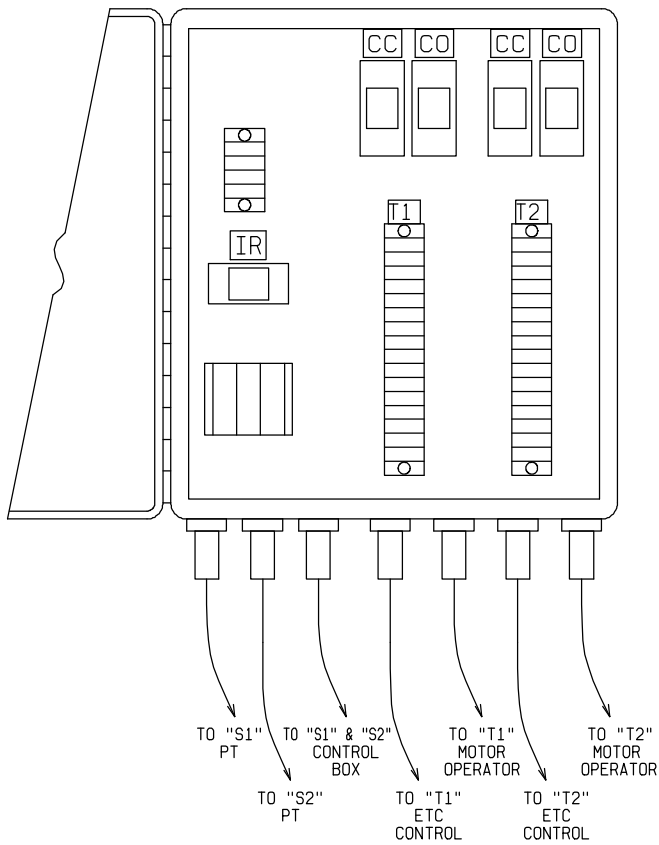 CC CO CC CO
T1 T2
IR
TO "S1"
PT
TO "S1" & "S2"
CONTROL
BOX
TO "T1"
MOTOR
OPERATOR
TO "T2"
MOTOR
OPERATOR
TO "S2"
PT
TO "T1"
ETC
CONTROL
TO "T2"
ETC
CONTROL